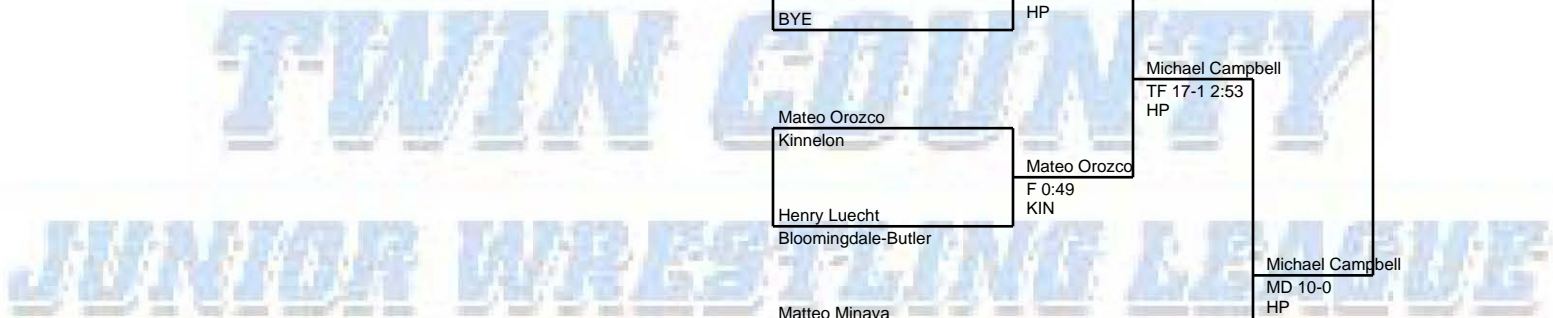 HP
BYE
TWIN COUNTY
Michael Campbell
TF 17-1 2:53
HP
Mateo Orozco
Kinnelon
Mateo Orozco
F 0:49
KIN
Henry Luecht
Bloomingdale-Butler
JUNIOR WRESTLING LEAGUE
Michael Campbell
MD 10-0
HP
Matteo Minaya